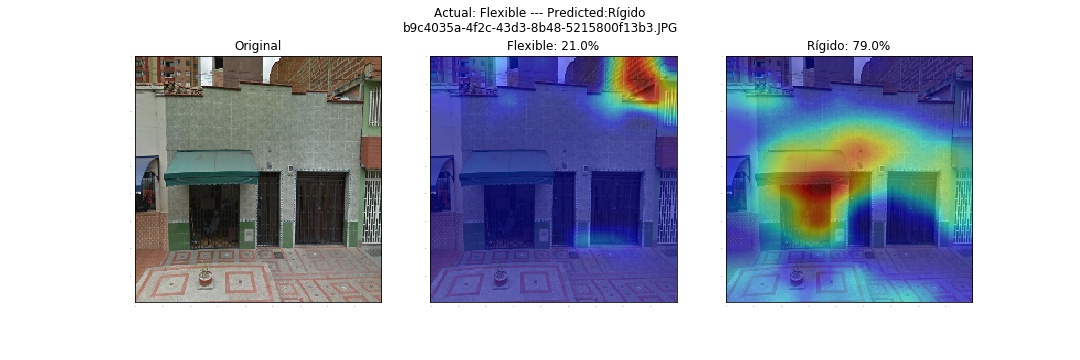 Actual: Flexible --- Predicted:Rígido
b9c4035a-4f2c-43d3-8b48-5215800f13b3.JPG
Original
Flexible: 21.0%
Rígido: 79.0%